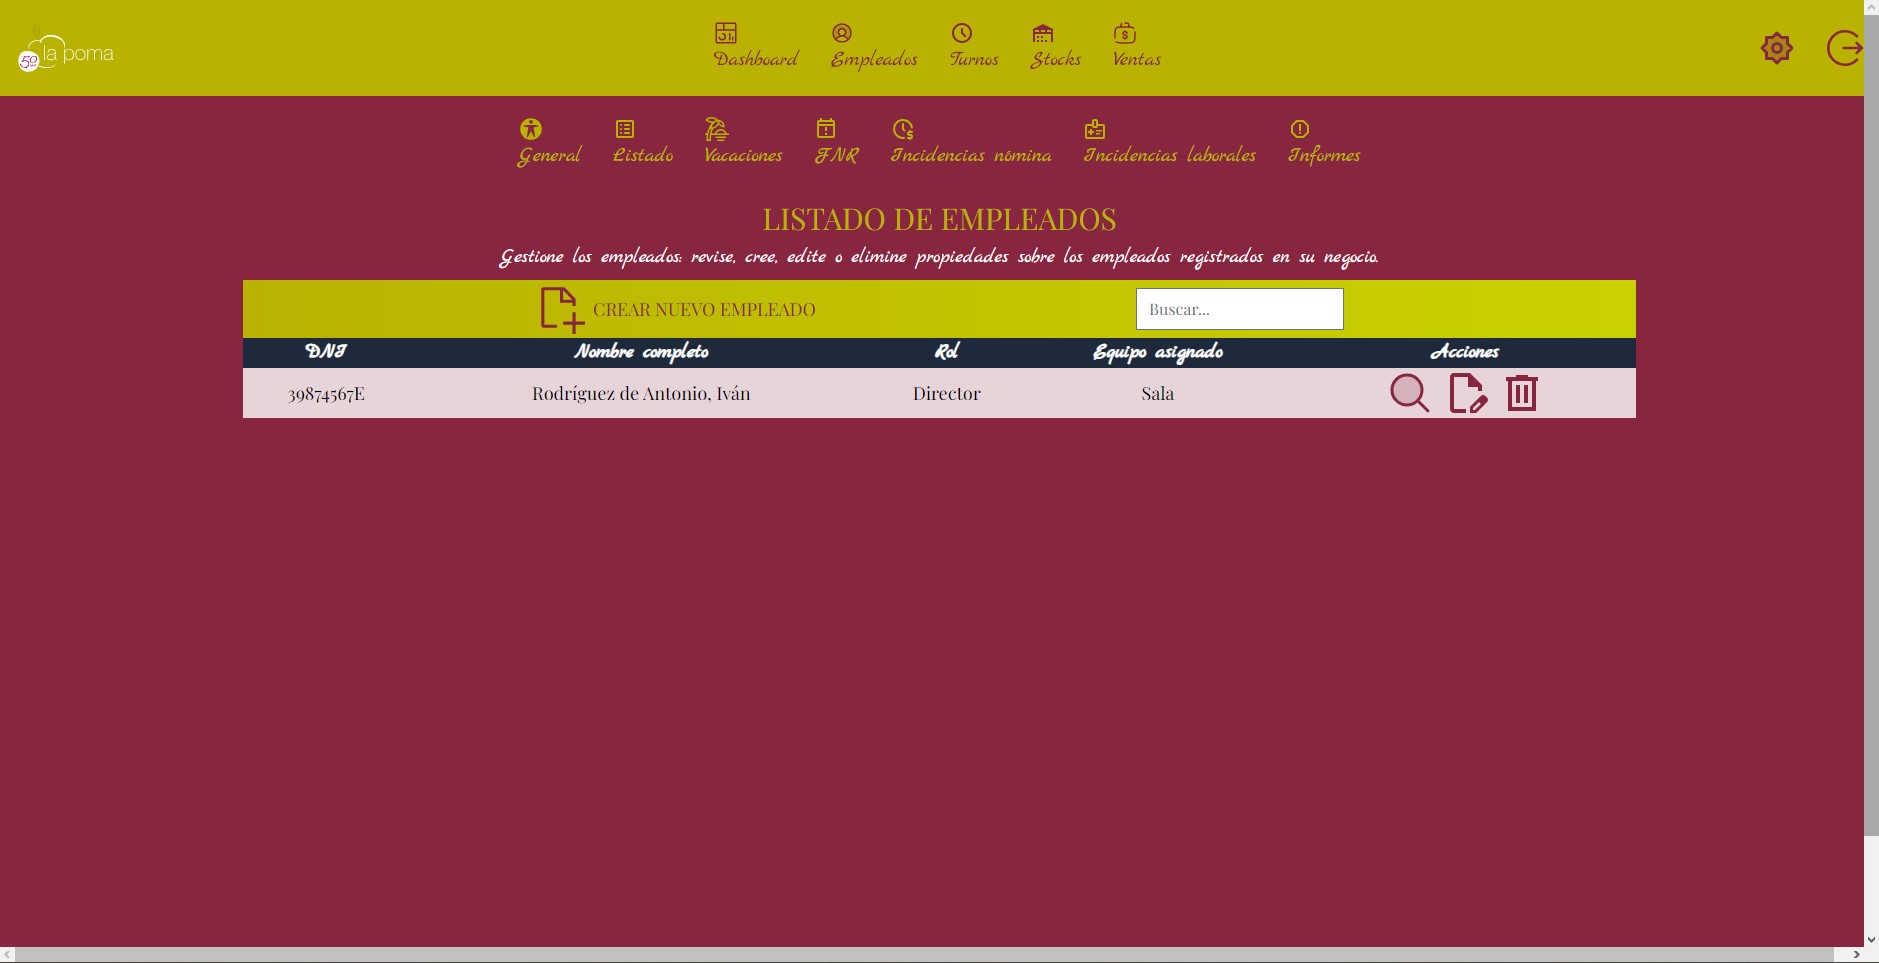 50 la poma
Dashboard Empleados Turnos Stocks Ventas
General Listado Vacaciones FNR Incidencias nómina Incidencias laborales Informes
LISTADO DE EMPLEADOS
Gestione los empleados: revise, cree, edite o elimine propiedades sobre los empleados registrados en su negocio.
CREAR NUEVO EMPLEADO Buscar...
DNI Nombre completo Rol Equipo asignado Acciones
39874567E Rodríguez de Antonio, Iván Director Sala